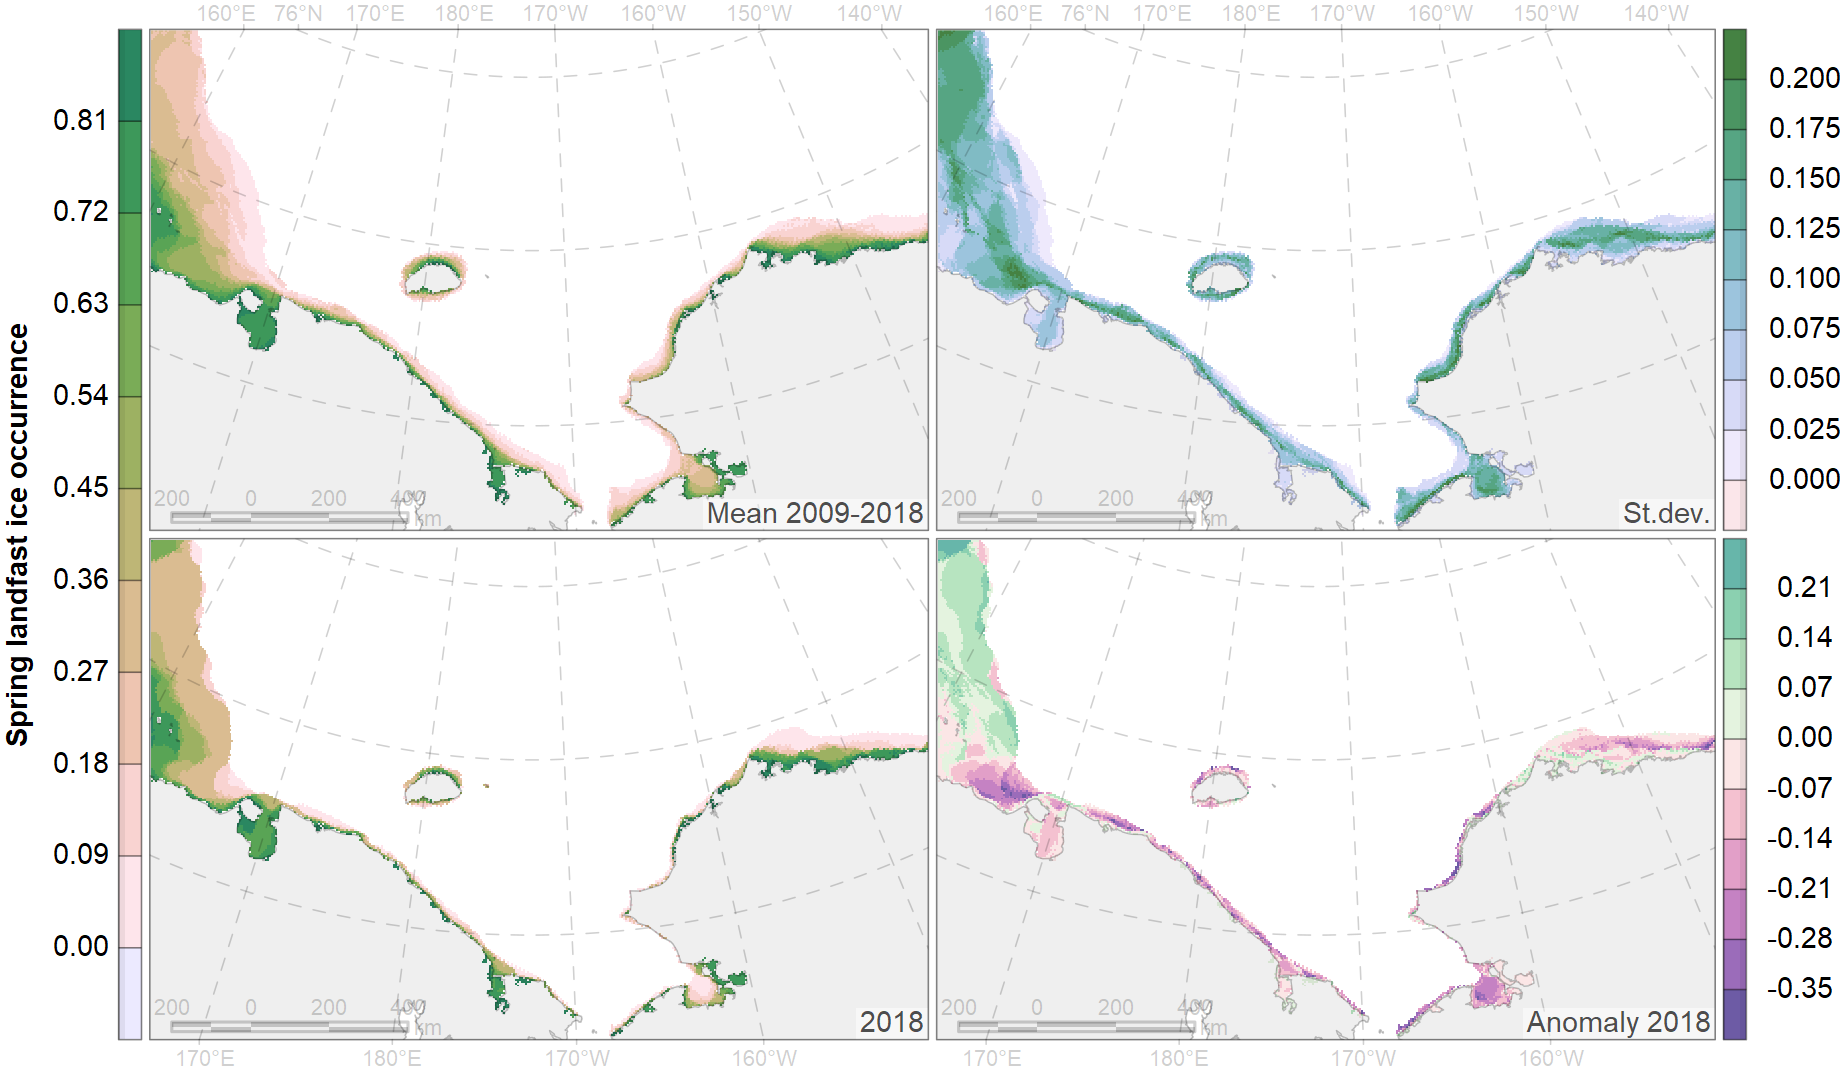 160°E 76°N 170°E 180°E 170°W 160°W 150°W 140°W
160°E 76°N 170°E 180°E 170°W 160°W 150°W 140°W
Spring landfast ice occurrence
0.81
0.72
0.63
0.54
0.45
0.36
0.27
0.18
0.09
0.00
200 0 200 400
km
Mean 2009-2018
200 0 200 400
km
St.dev.
0.200
0.175
0.150
0.125
0.100
0.075
0.050
0.025
0.000
200 0 200 400
km
2018
200 0 200 400
km
Anomaly 2018
0.21
0.14
0.07
0.00
-0.07
-0.14
-0.21
-0.28
-0.35
170°E 180°E 170°W 160°W
170°E 180°E 170°W 160°W